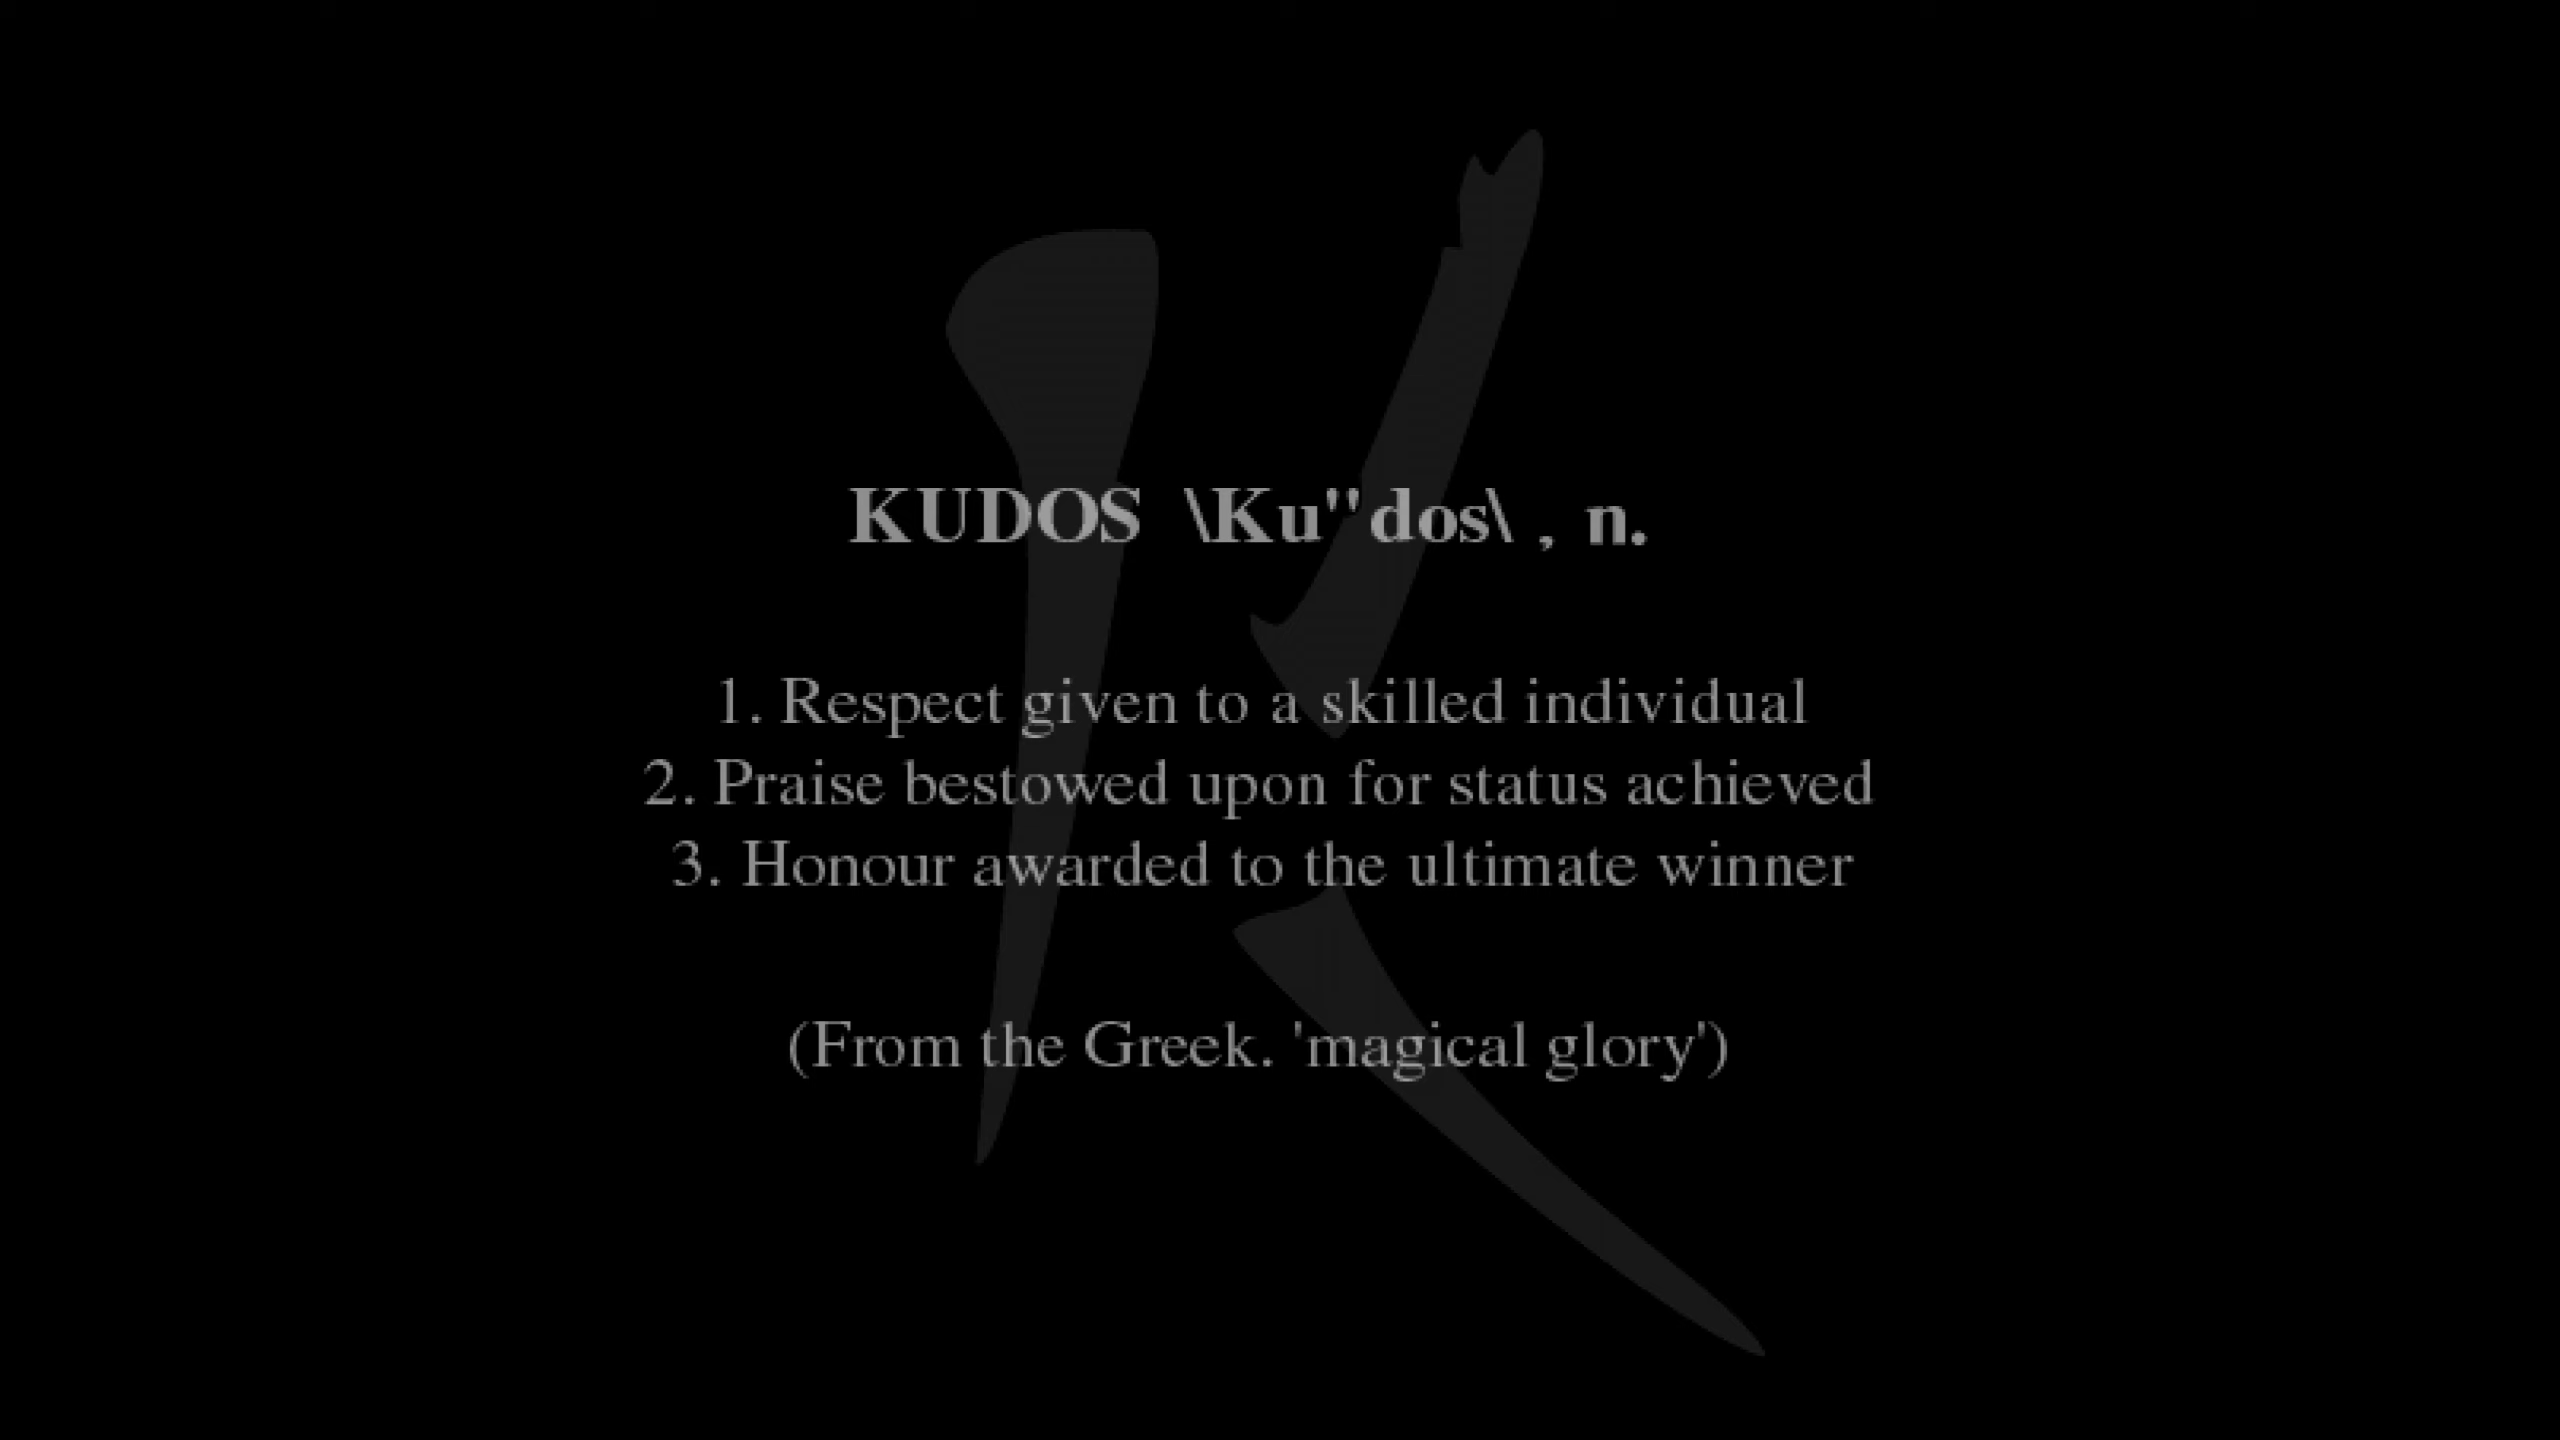 KUDOS \Ku"dos\ , n.
1. Respect given to a skilled individual
2. Praise bestowed upon for status achieved
3. Honour awarded to the ultimate winner
(From the Greek. 'magical glory')